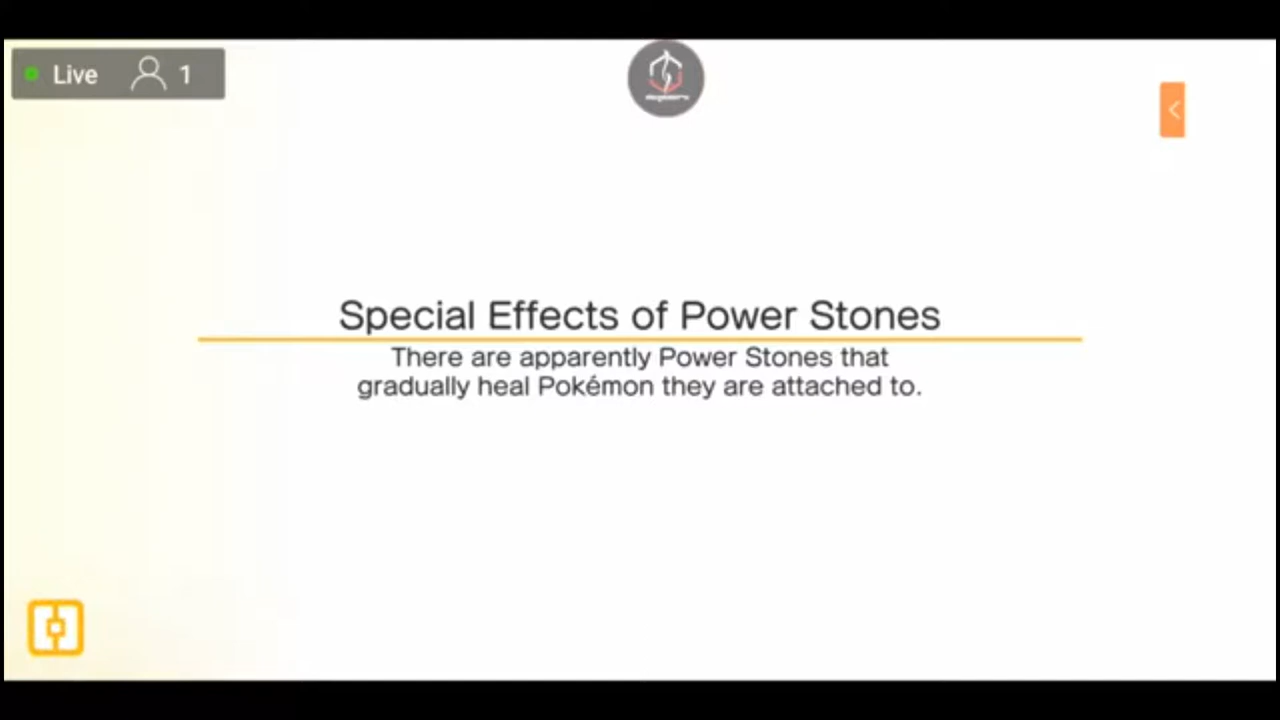 Live 1
Special Effects of Power Stones
There are apparently Power Stones that
gradually heal Pokémon they are attached to.